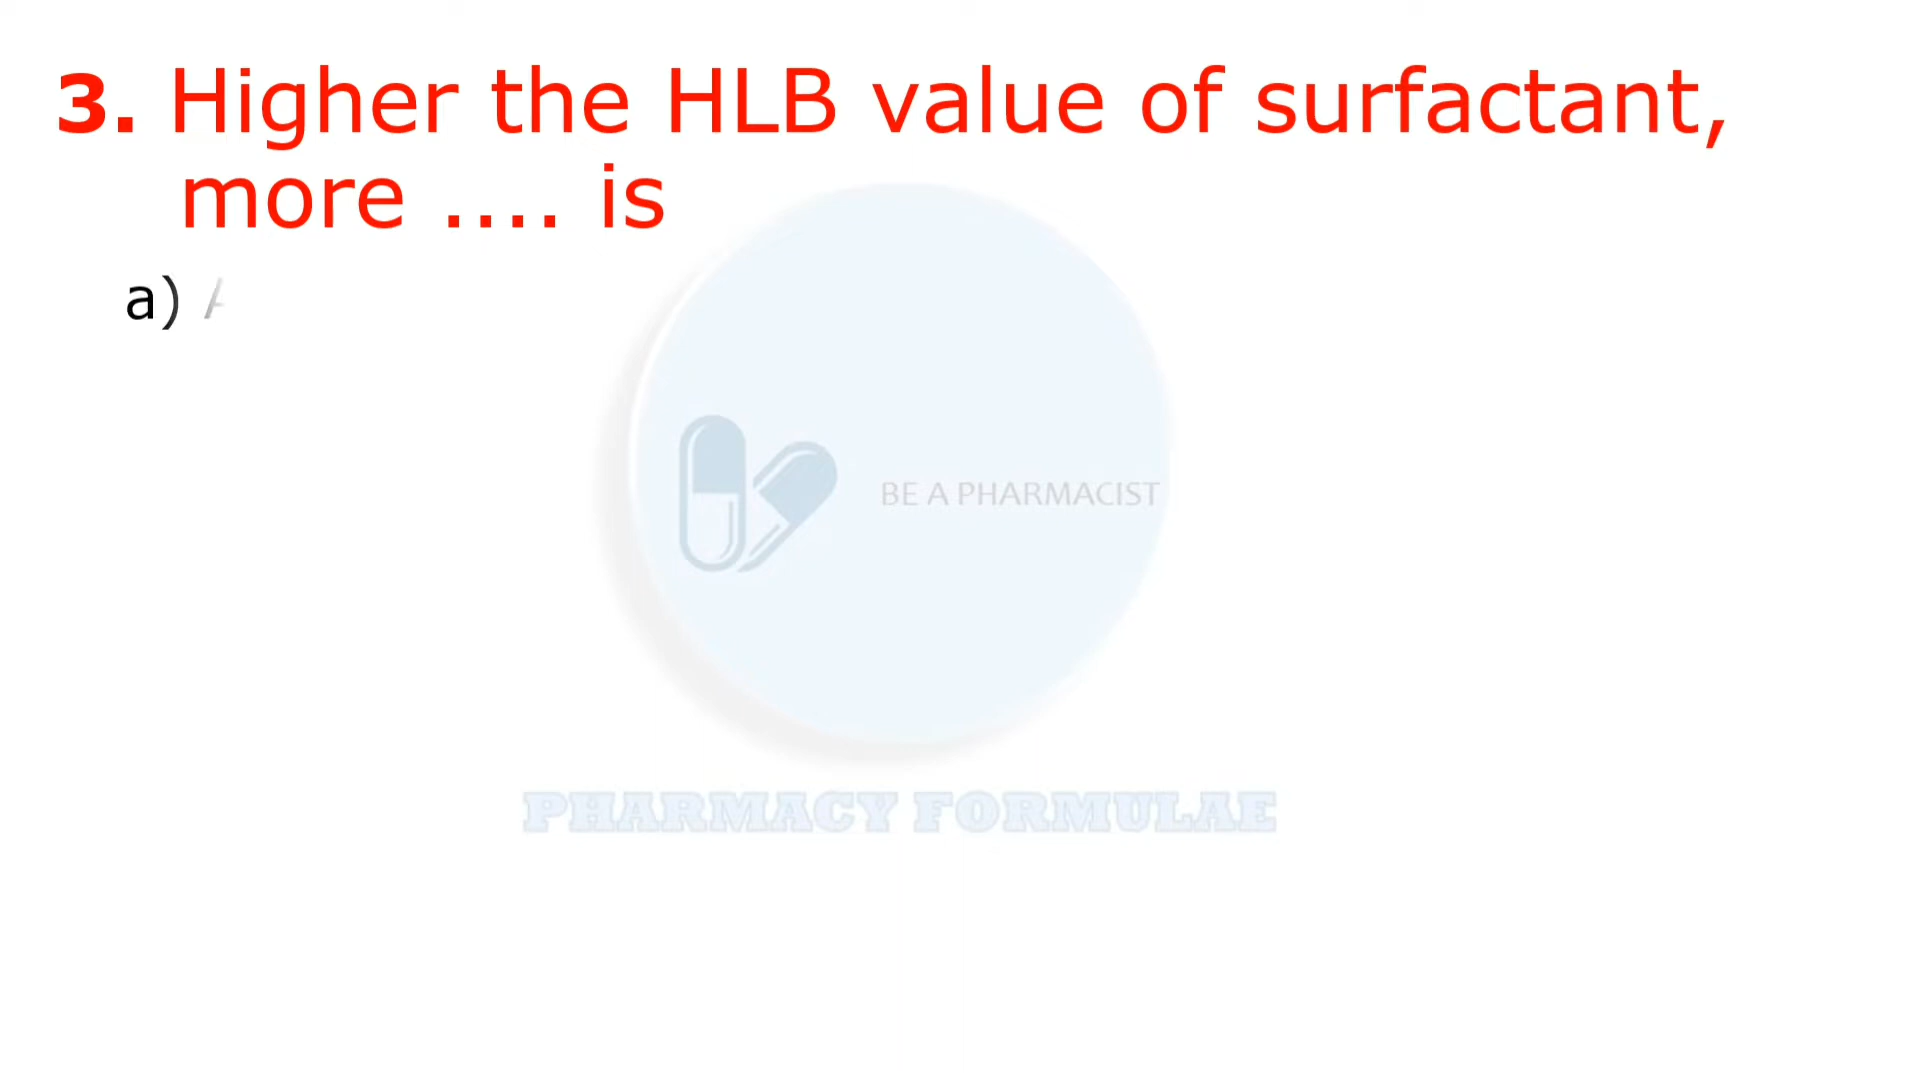 3. Higher the HLB value of surfactant,
more .... is
a)
BE A PHARMACIST
PHARMACY FORMULAE